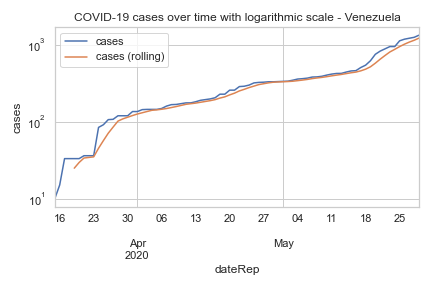 COVID-19 cases over time with logarithmic scale - Venezuela
cases
cases (rolling)
10³
10²
10¹
cases
16 23 30 06 13 20 27 04 11 18 25
Apr May
2020
dateRep